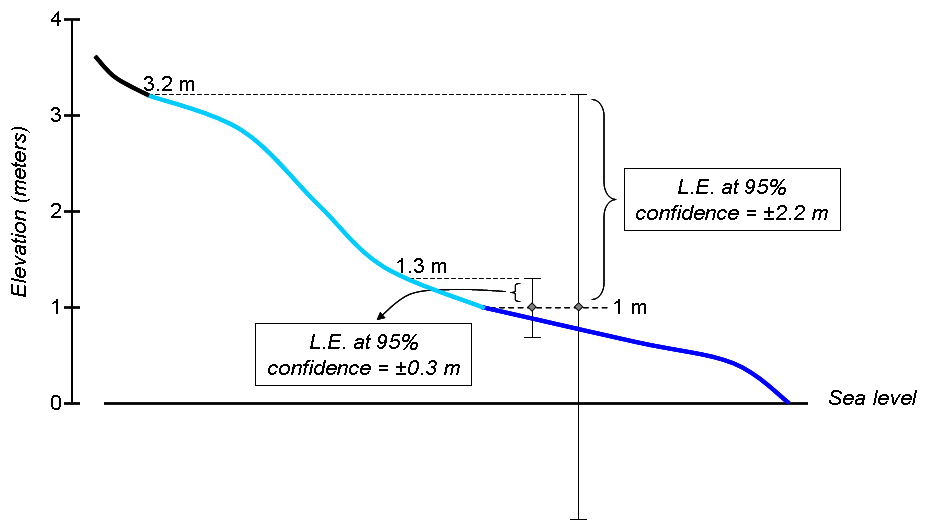 4
3.2 m
3
L.E. at 95%
confidence = ±2.2 m
Elevation (meters)
2
1.3 m
1
1 m
L.E. at 95%
confidence = ±0.3 m
0
Sea level